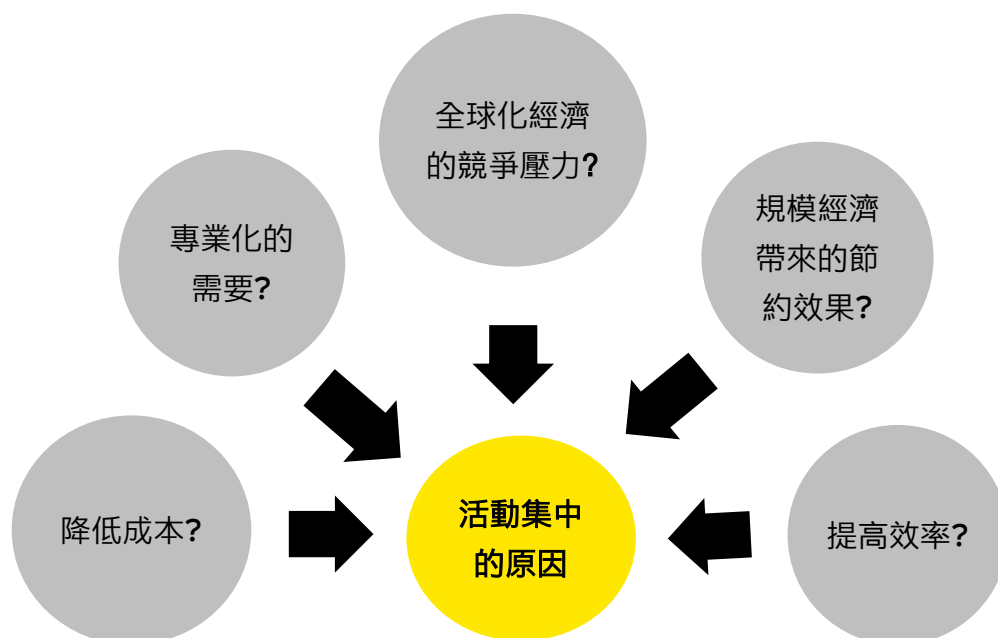 全球化經濟
的競爭壓力?
專業化的
需要?
規模經濟
帶來的節
約效果?
降低成本?
活動集中
的原因
提高效率?